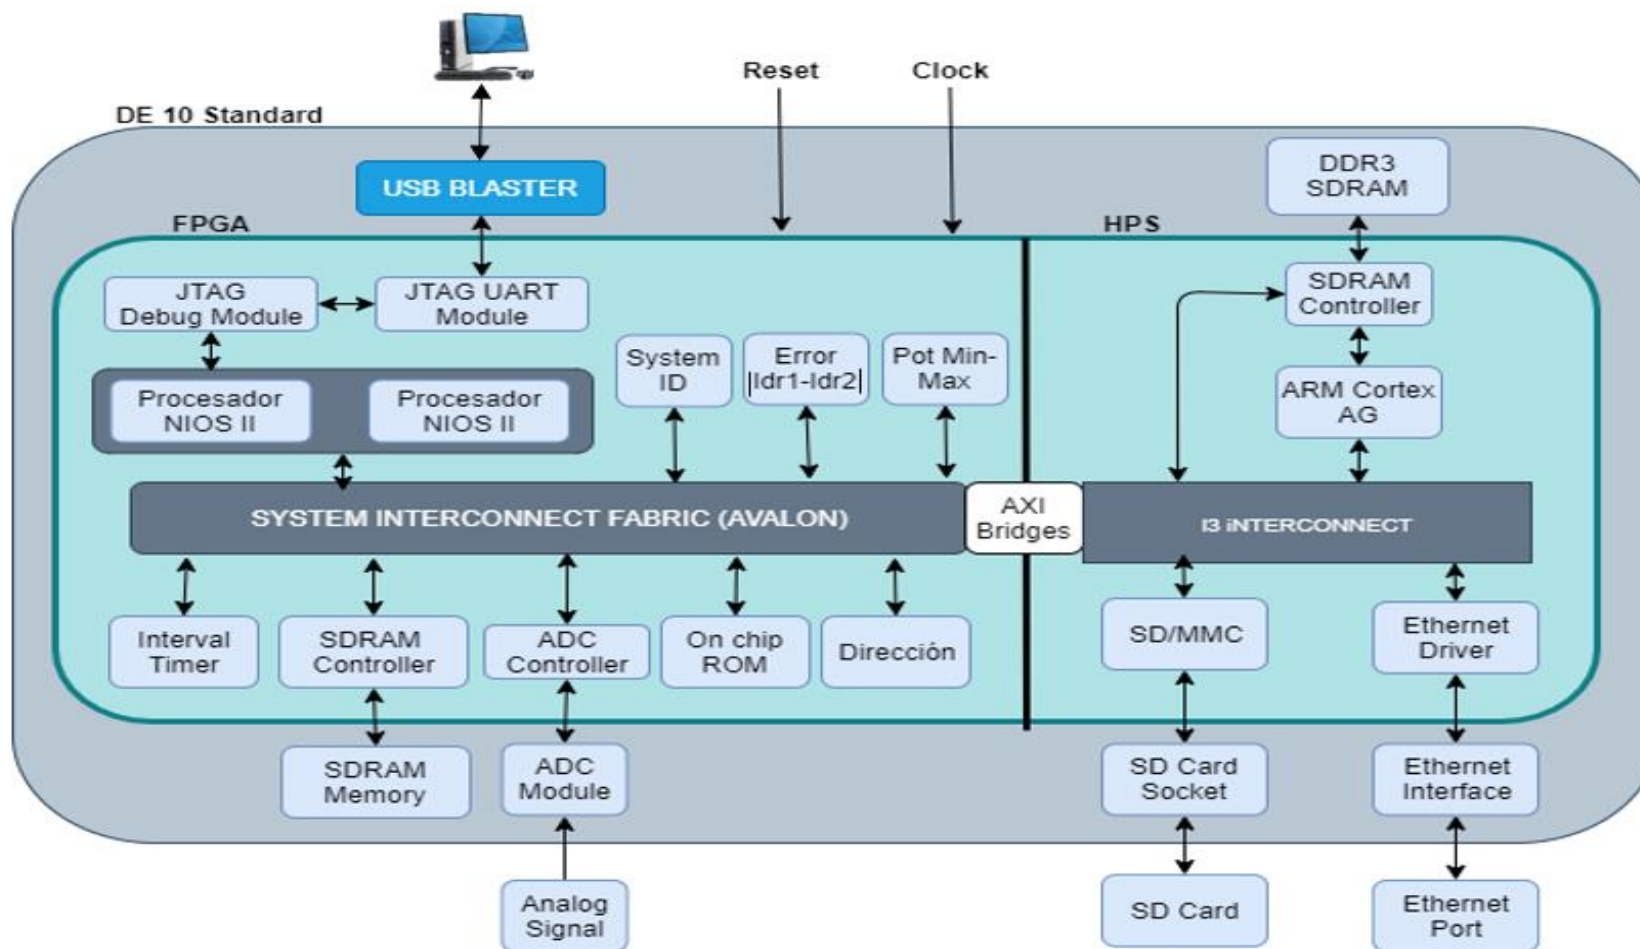 Reset
Clock
DE 10 Standard
USB BLASTER
DDR3
SDRAM
FPGA
HPS
JTAG
Debug Module
JTAG UART
Module
SDRAM
Controller
System
ID
Error
|ldr1-ldr2|
Pot Min-
Max
Procesador
NIOS II
Procesador
NIOS II
ARM Cortex
AG
SYSTEM INTERCONNECT FABRIC (AVALON)
AXI
Bridges
I3 iNTERCONNECT
Interval
Timer
SDRAM
Controller
ADC
Controller
On chip
ROM
Dirección
SD/MMC
Ethernet
Driver
SDRAM
Memory
ADC
Module
SD Card
Socket
Ethernet
Interface
Analog
Signal
SD Card
Ethernet
Port